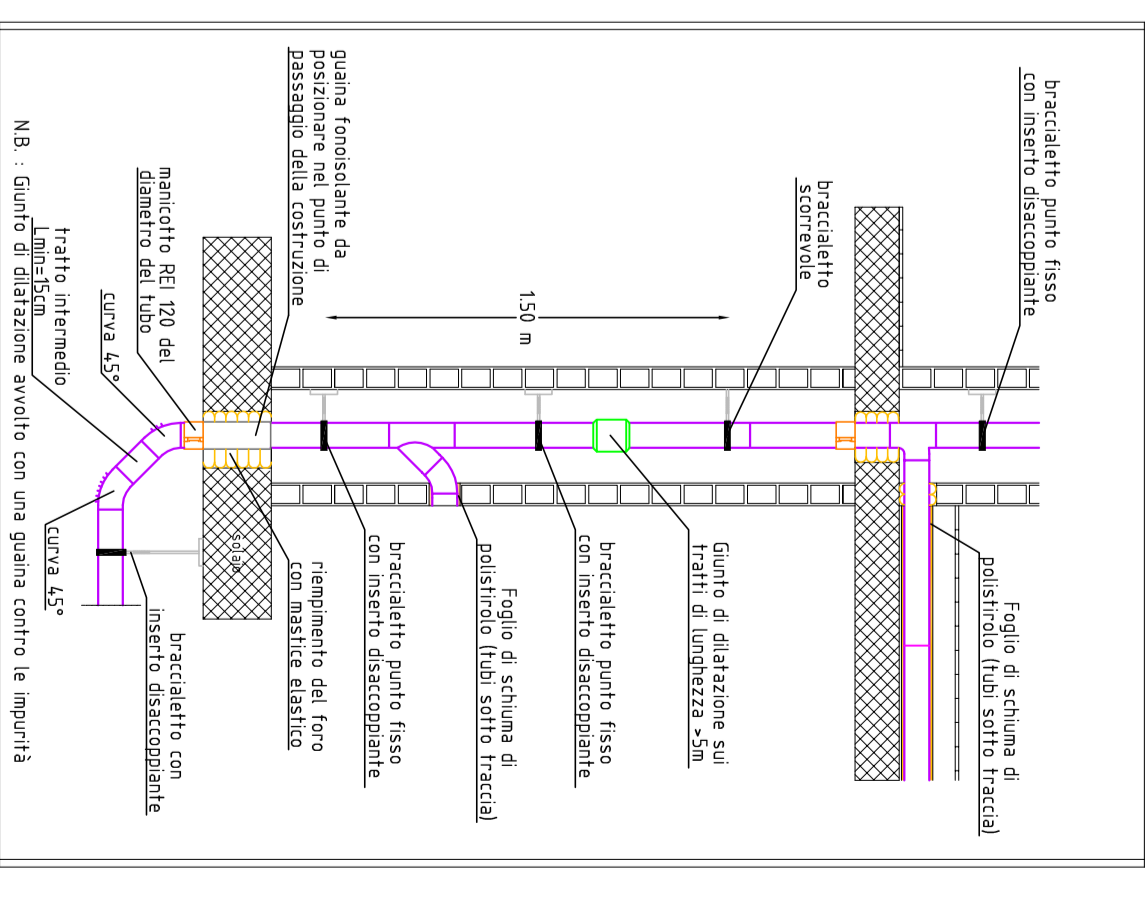 braccialetto punto fisso
con inserto disaccoppiante
braccialetto
scorrevole
1.50 m
guaina fonoisolante da
posizionare nel punto di
passaggio della costruzione
manicotto REI 120 del
diametro del tubo
curva 45°
tratto intermedio
Lmin=15cm
Foglio di schiuma di
polistirolo (tubi sotto traccia)
Giunto di dilatazione sui
tratti di lunghezza >5m
braccialetto punto fisso
con inserto disaccoppiante
Foglio di schiuma di
polistirolo (tubi sotto traccia)
braccialetto punto fisso
con inserto disaccoppiante
riempimento del foro
con mastice elastico
solaio
braccialetto con
inserto disaccoppiante
curva 45°
N.B. : Giunto di dilatazione avvolto con una guaina contro le impurità